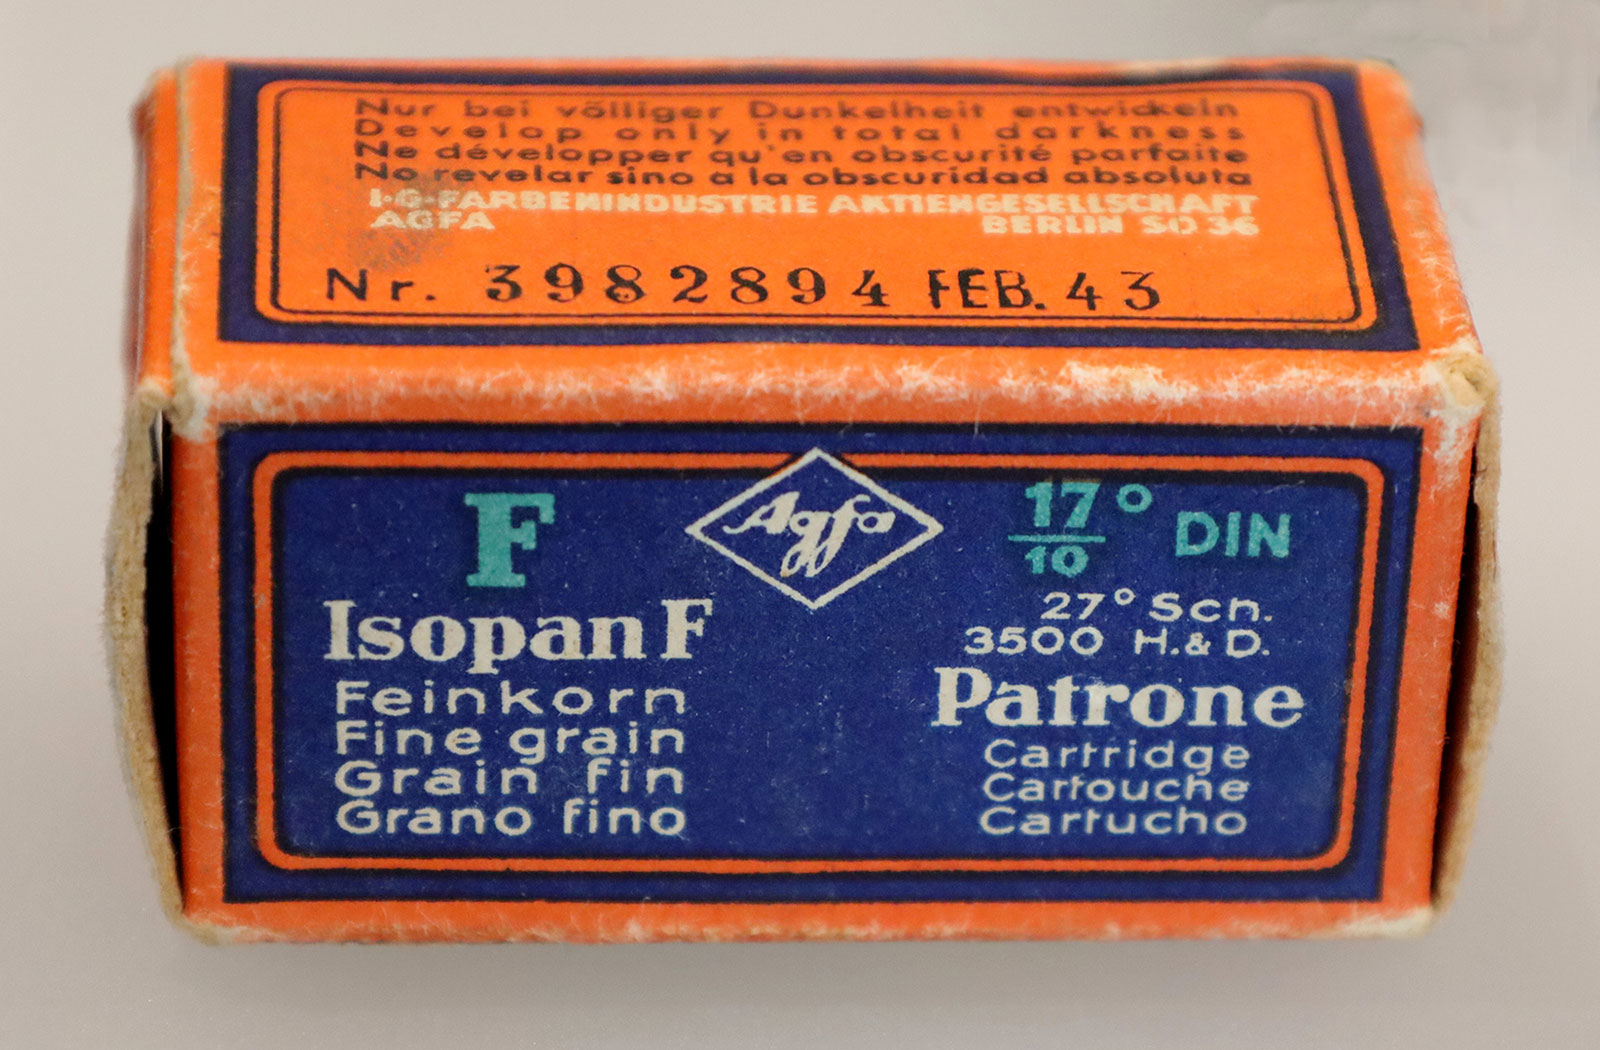 Nur bei völliger Dunkelheit entwickeln
Develop only in total darkness
Ne développer qu'en obscurité parfaite
No revelar sino a la obscuridad absoluta
I·G·FARBENINDUSTRIE AKTIENGESELLSCHAFT
AGFA BERLIN SO 36
Nr. 3982894 FEB. 43
F
Isopan F
Feinkorn
Fine grain
Grain fin
Grano fino
Agfa
17/10° DIN
27° Sch.
3500 H.& D.
Patrone
Cartridge
Cartouche
Cartucho